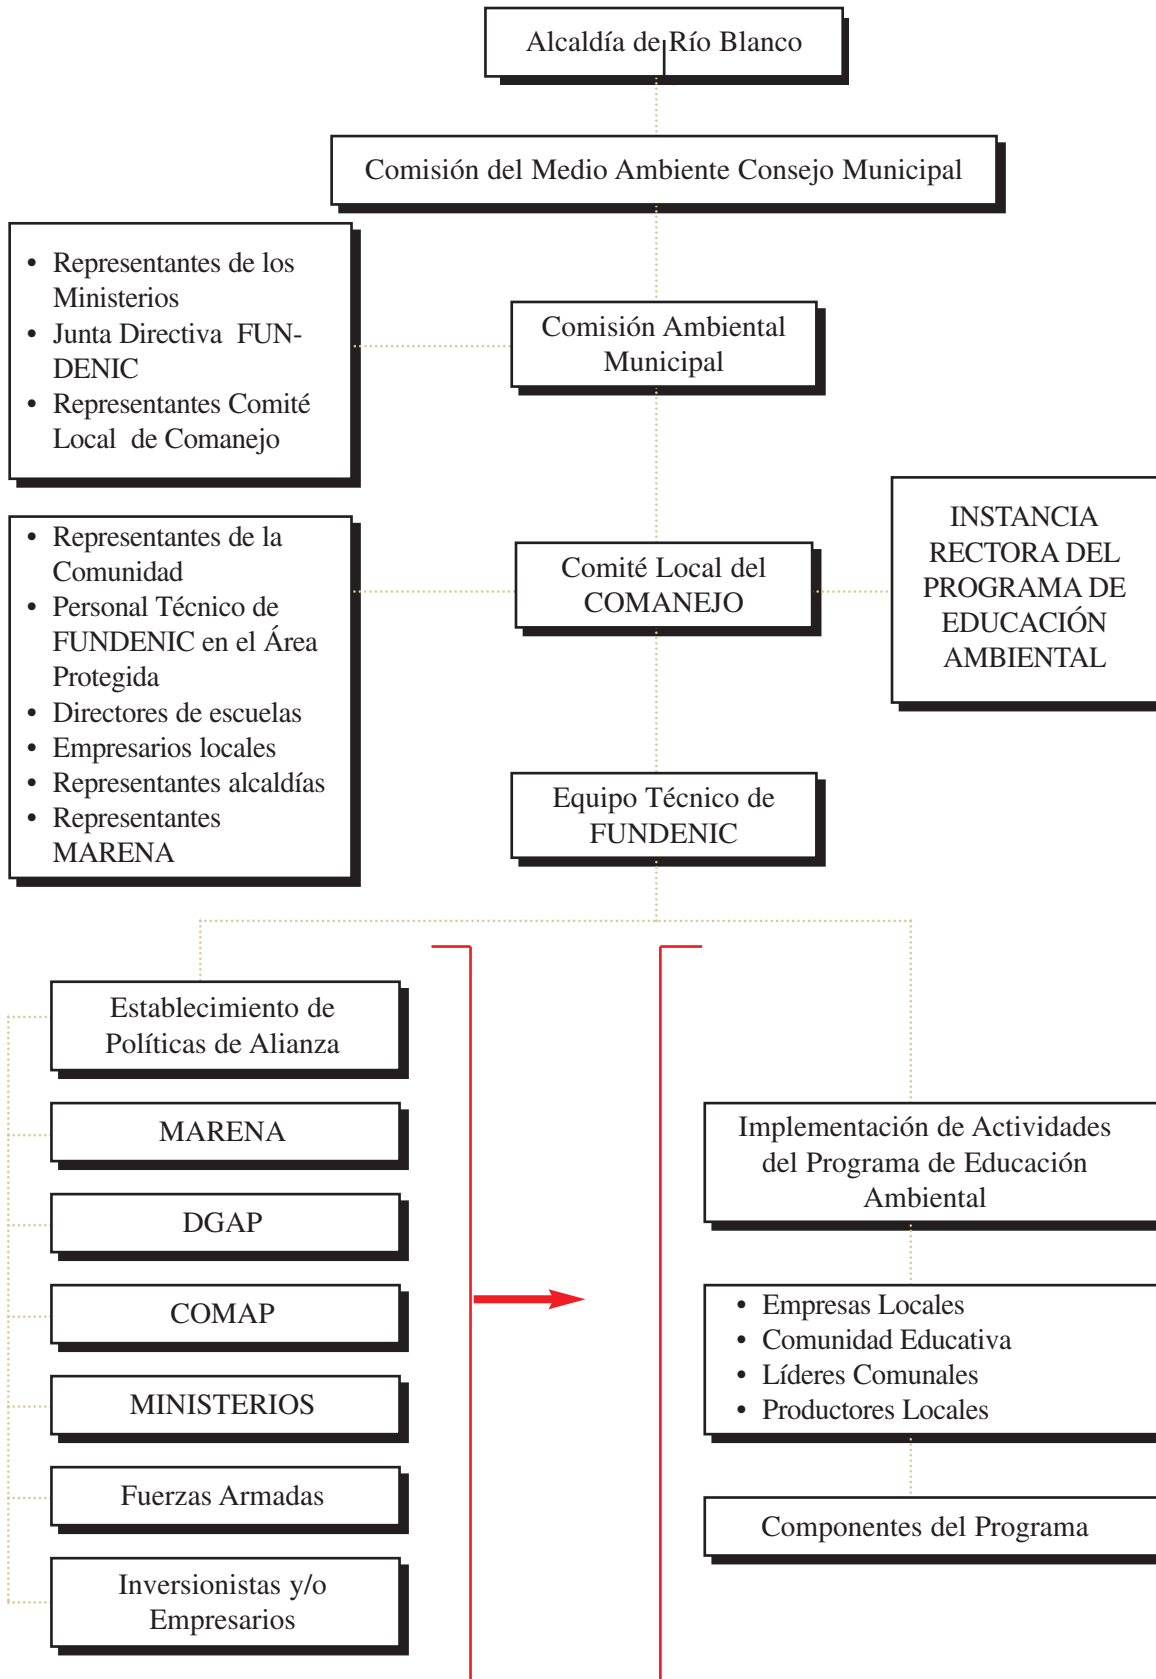 Alcaldía de Río Blanco
Comisión del Medio Ambiente Consejo Municipal
• Representantes de los
Ministerios
• Junta Directiva FUN-
DENIC
• Representantes Comité
Local de Comanejo
Comisión Ambiental
Municipal
• Representantes de la
Comunidad
• Personal Técnico de
FUNDENIC en el Área
Protegida
• Directores de escuelas
• Empresarios locales
• Representantes alcaldías
• Representantes
MARENA
Comité Local del
COMANEJO
INSTANCIA
RECTORA DEL
PROGRAMA DE
EDUCACIÓN
AMBIENTAL
Equipo Técnico de
FUNDENIC
Establecimiento de
Políticas de Alianza
MARENA
DGAP
COMAP
MINISTERIOS
Fuerzas Armadas
Inversionistas y/o
Empresarios
Implementación de Actividades
del Programa de Educación
Ambiental
• Empresas Locales
• Comunidad Educativa
• Líderes Comunales
• Productores Locales
Componentes del Programa